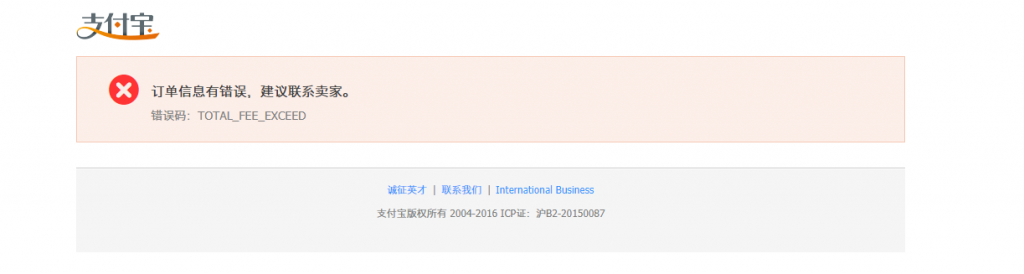 支付宝
订单信息有错误，建议联系卖家。
错误码：TOTAL_FEE_EXCEED
诚征英才 | 联系我们 | International Business
支付宝版权所有 2004-2016 ICP证：沪B2-20150087